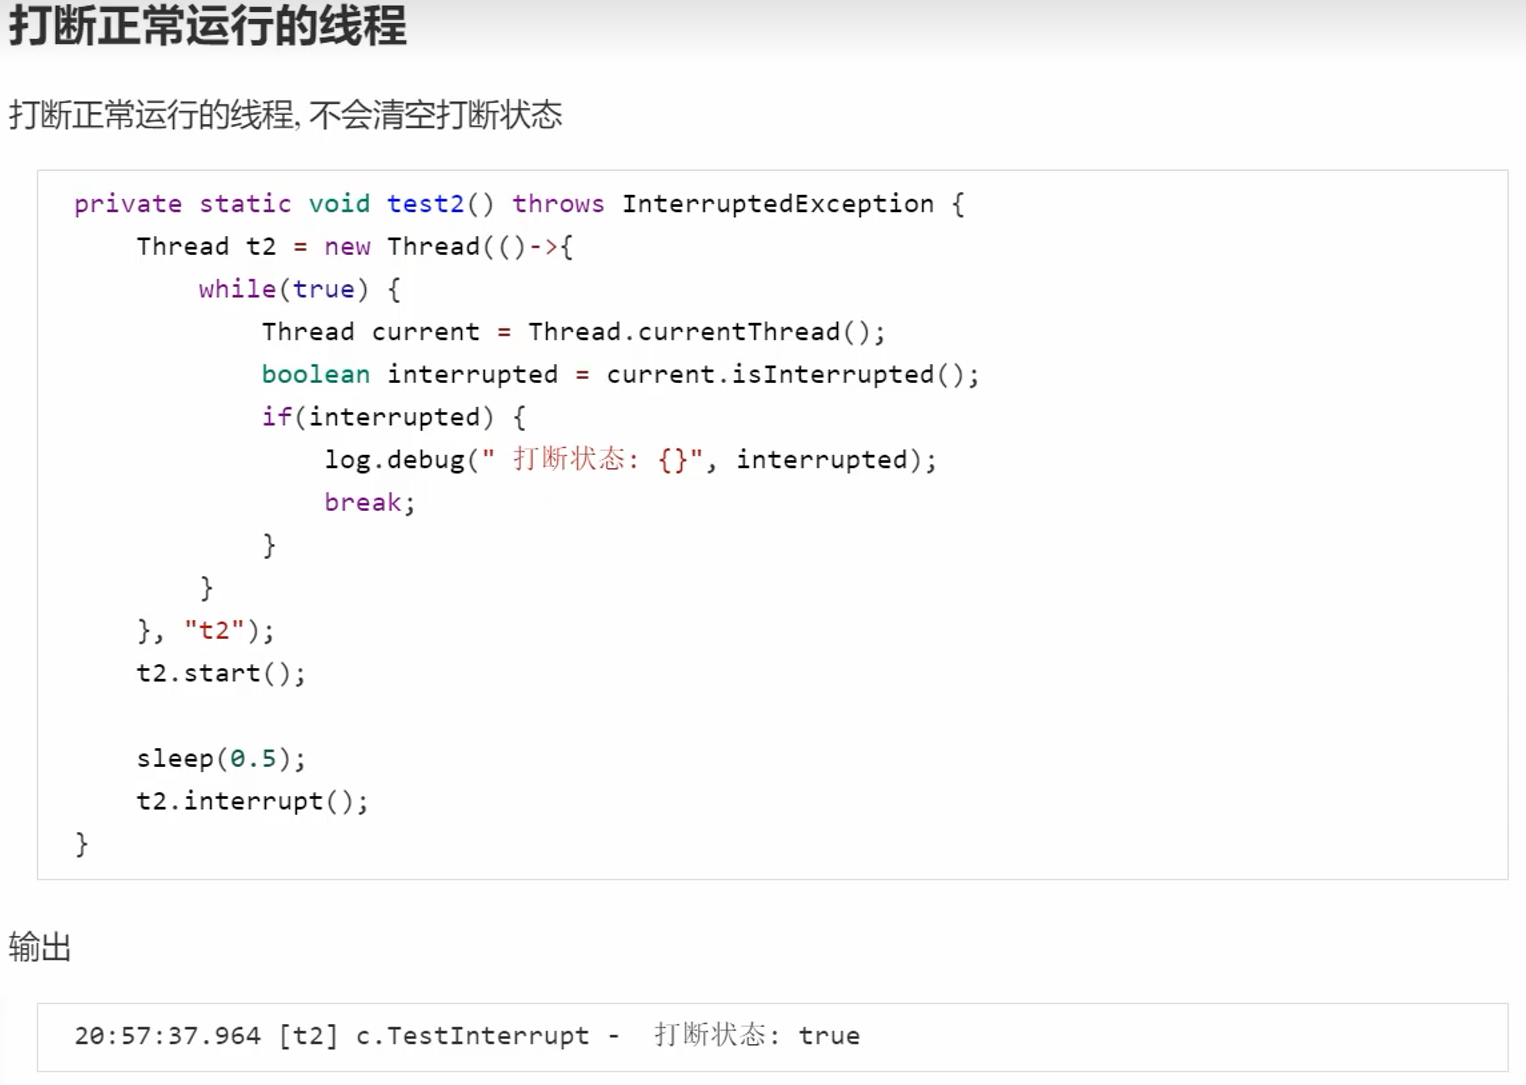 打断正常运行的线程
打断正常运行的线程, 不会清空打断状态
private static void test2() throws InterruptedException {
    Thread t2 = new Thread(()->{
        while(true) {
            Thread current = Thread.currentThread();
            boolean interrupted = current.isInterrupted();
            if(interrupted) {
                log.debug(" 打断状态: {}", interrupted);
                break;
            }
        }
    }, "t2");
    t2.start();
    sleep(0.5);
    t2.interrupt();
}
输出
20:57:37.964 [t2] c.TestInterrupt -  打断状态: true